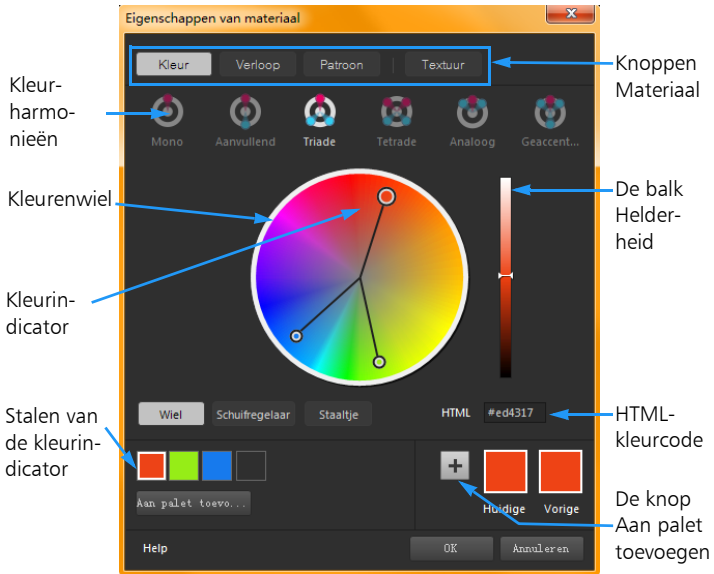 Eigenschappen van materiaal
Kleur Verloop Patroon Textuur
Knoppen
Materiaal
Kleur-
harmo-
nieën
Mono Aanvullend Triade Tetrade Analoog Geaccent...
Kleurenwiel
De balk
Helder-
heid
Kleurin-
dicator
Wiel Schuifregelaar Staaltje HTML #ed4317
HTML-
kleurcode
Stalen van
de kleurin-
dicator
Aan palet toevo...
+
Huidige Vorige
De knop
Aan palet
toevoegen
Help OK Annuleren